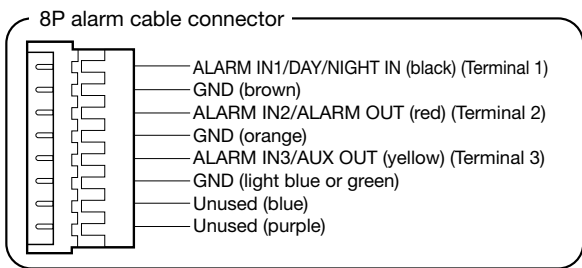 8P alarm cable connector
ALARM IN1/DAY/NIGHT IN (black) (Terminal 1)
GND (brown)
ALARM IN2/ALARM OUT (red) (Terminal 2)
GND (orange)
ALARM IN3/AUX OUT (yellow) (Terminal 3)
GND (light blue or green)
Unused (blue)
Unused (purple)